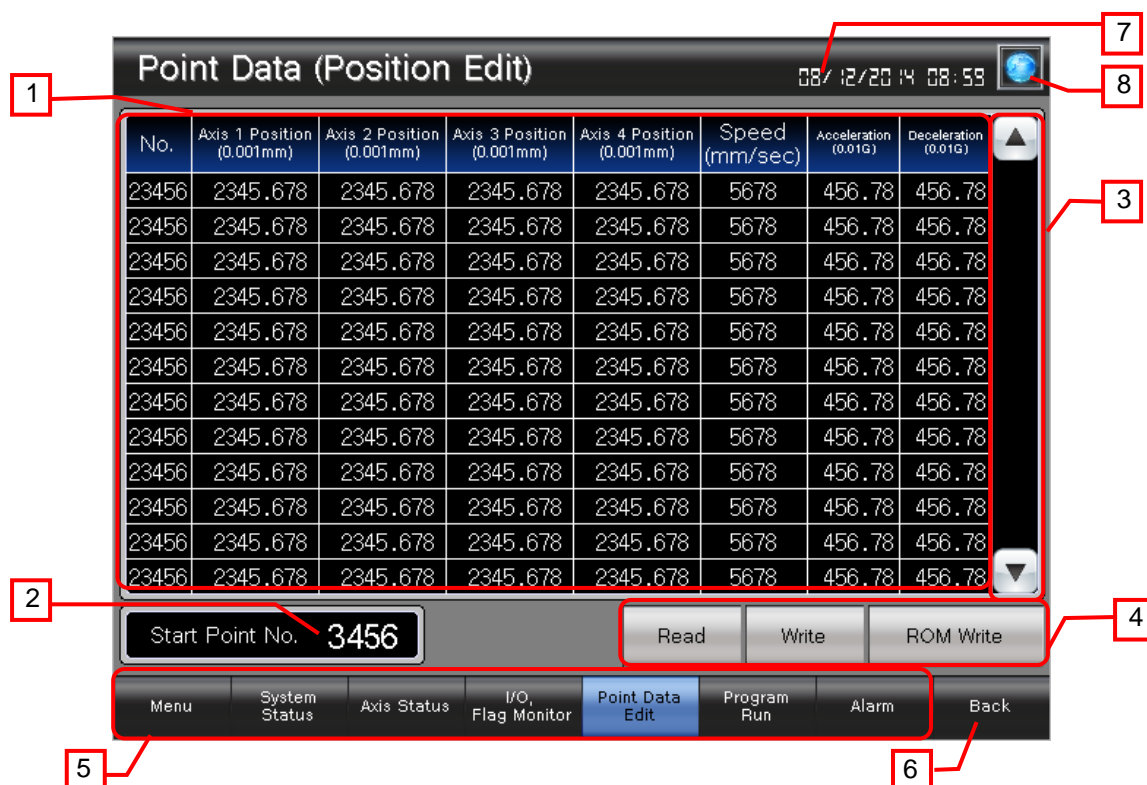 7
Point Data (Position Edit)
08/12/2014 08:59
8
1
No. Axis 1 Position (0.001mm) Axis 2 Position (0.001mm) Axis 3 Position (0.001mm) Axis 4 Position (0.001mm) Speed (mm/sec) Acceleration (0.01G) Deceleration (0.01G)
23456 2345.678 2345.678 2345.678 2345.678 5678 456.78 456.78
3
23456 2345.678 2345.678 2345.678 2345.678 5678 456.78 456.78
23456 2345.678 2345.678 2345.678 2345.678 5678 456.78 456.78
23456 2345.678 2345.678 2345.678 2345.678 5678 456.78 456.78
23456 2345.678 2345.678 2345.678 2345.678 5678 456.78 456.78
23456 2345.678 2345.678 2345.678 2345.678 5678 456.78 456.78
23456 2345.678 2345.678 2345.678 2345.678 5678 456.78 456.78
23456 2345.678 2345.678 2345.678 2345.678 5678 456.78 456.78
23456 2345.678 2345.678 2345.678 2345.678 5678 456.78 456.78
23456 2345.678 2345.678 2345.678 2345.678 5678 456.78 456.78
23456 2345.678 2345.678 2345.678 2345.678 5678 456.78 456.78
23456 2345.678 2345.678 2345.678 2345.678 5678 456.78 456.78
2
Start Point No. 3456
Read Write ROM Write
4
Menu System Status Axis Status I/O, Flag Monitor Point Data Edit Program Run Alarm Back
5
6